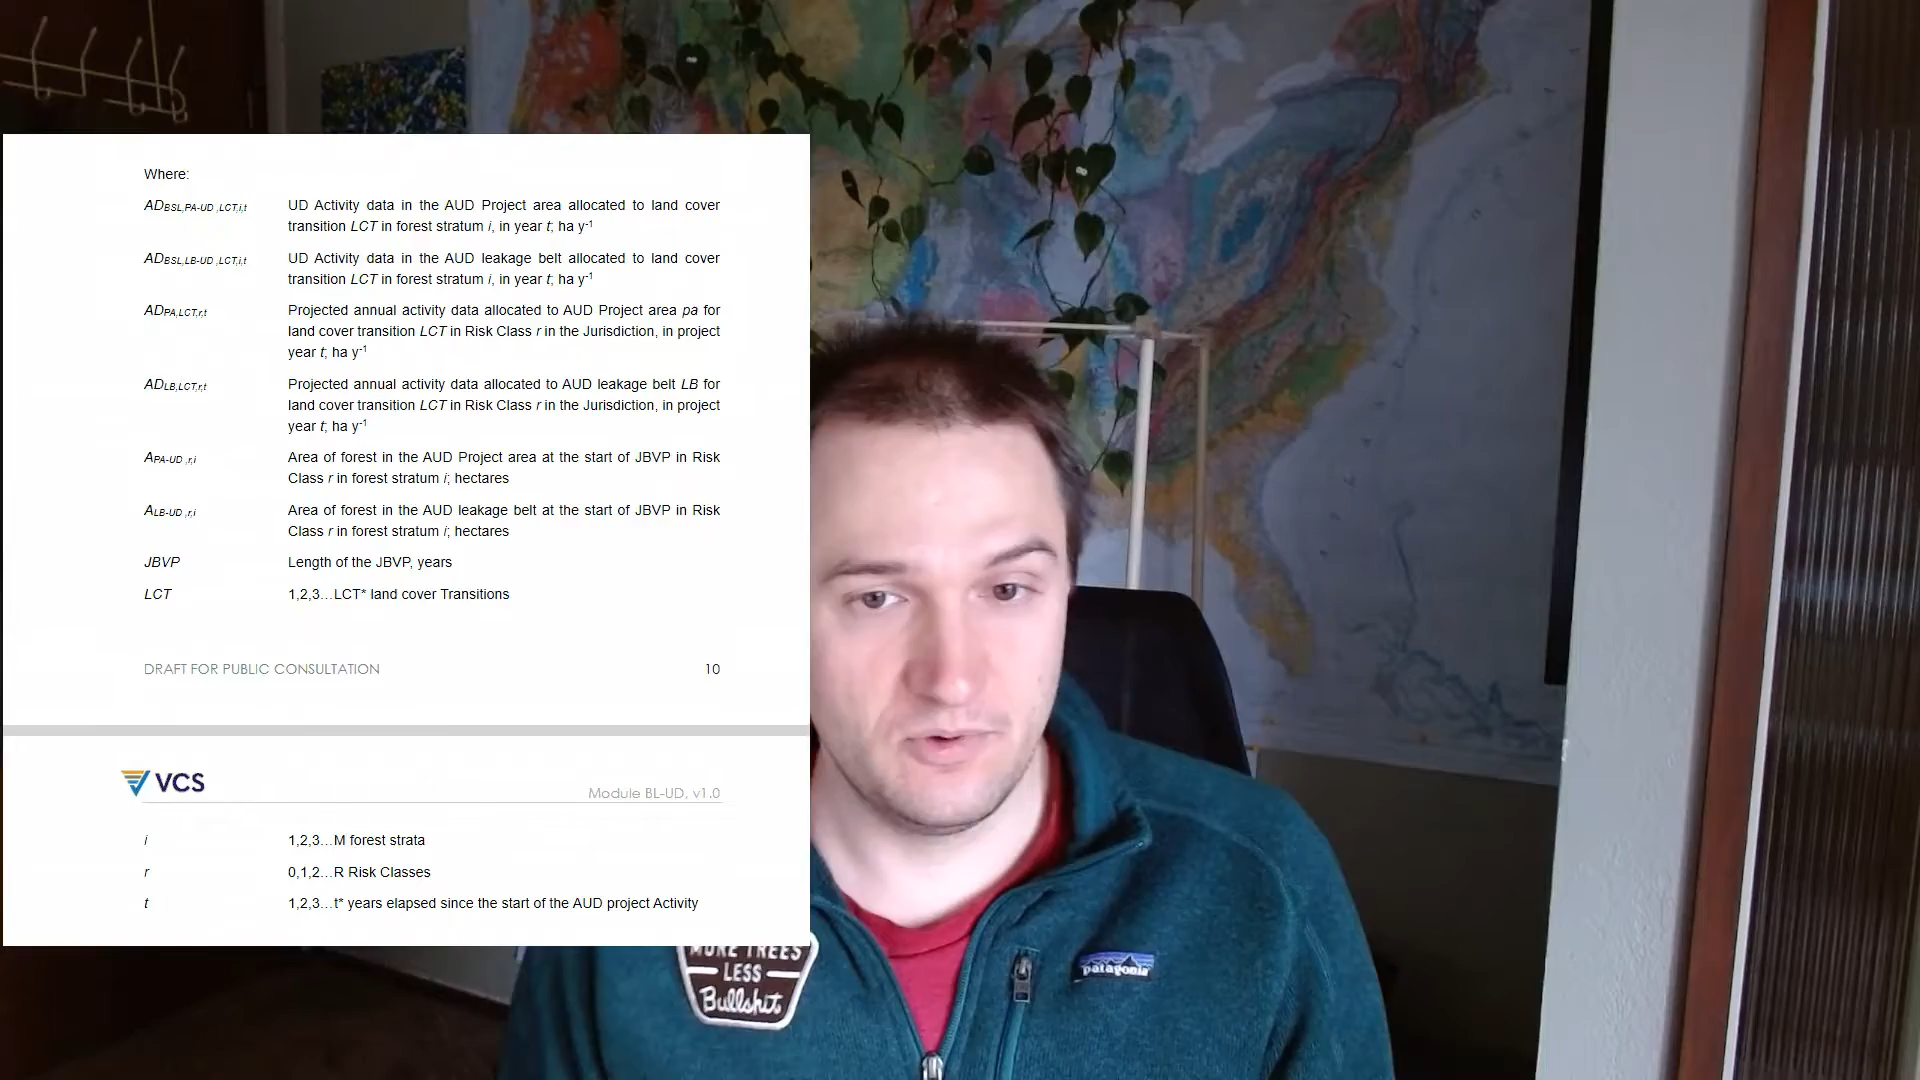 Where:
AD_BSL,PA-UD ,LCT,i,t UD Activity data in the AUD Project area allocated to land cover
transition LCT in forest stratum i, in year t; ha y⁻¹
AD_BSL,LB-UD ,LCT,i,t UD Activity data in the AUD leakage belt allocated to land cover
transition LCT in forest stratum i, in year t; ha y⁻¹
AD_PA,LCT,r,t Projected annual activity data allocated to AUD Project area pa for
land cover transition LCT in Risk Class r in the Jurisdiction, in project
year t; ha y⁻¹
AD_LB,LCT,r,t Projected annual activity data allocated to AUD leakage belt LB for
land cover transition LCT in Risk Class r in the Jurisdiction, in project
year t; ha y⁻¹
A_PA-UD ,r,i Area of forest in the AUD Project area at the start of JBVP in Risk
Class r in forest stratum i; hectares
A_LB-UD ,r,i Area of forest in the AUD leakage belt at the start of JBVP in Risk
Class r in forest stratum i; hectares
JBVP Length of the JBVP, years
LCT 1,2,3…LCT* land cover Transitions
DRAFT FOR PUBLIC CONSULTATION 10
VCS
Module BL-UD, v1.0
i 1,2,3…M forest strata
r 0,1,2…R Risk Classes
t 1,2,3…t* years elapsed since the start of the AUD project Activity
MORE TREES
LESS
Bullshit
patagonia